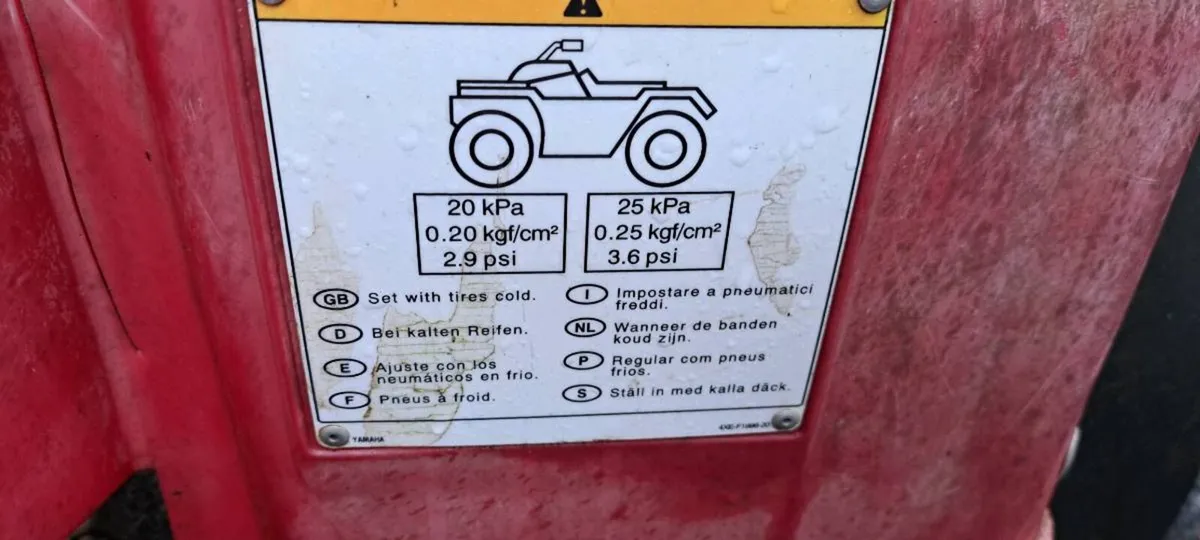 20 kPa
0.20 kgf/cm²
2.9 psi
25 kPa
0.25 kgf/cm²
3.6 psi
GB Set with tires cold.
D Bei kalten Reifen.
E Ajuste con los
neumáticos en frio.
F Pneus à froid.
I Impostare a pneumatici
freddi.
NL Wanneer de banden
koud zijn.
P Regular com pneus
frios.
S Ställ in med kalla däck.
YAMAHA